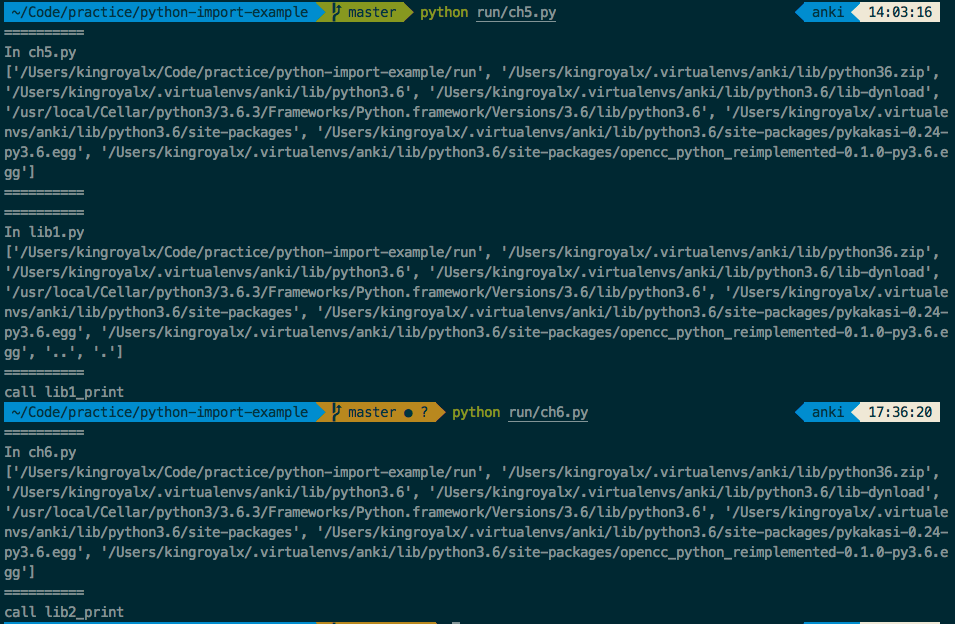 ~/Code/practice/python-import-example master python run/ch5.py anki 14:03:16
==========
In ch5.py
['/Users/kingroyalx/Code/practice/python-import-example/run', '/Users/kingroyalx/.virtualenvs/anki/lib/python36.zip',
'/Users/kingroyalx/.virtualenvs/anki/lib/python3.6', '/Users/kingroyalx/.virtualenvs/anki/lib/python3.6/lib-dynload',
'/usr/local/Cellar/python3/3.6.3/Frameworks/Python.framework/Versions/3.6/lib/python3.6', '/Users/kingroyalx/.virtuale
nvs/anki/lib/python3.6/site-packages', '/Users/kingroyalx/.virtualenvs/anki/lib/python3.6/site-packages/pykakasi-0.24-
py3.6.egg', '/Users/kingroyalx/.virtualenvs/anki/lib/python3.6/site-packages/opencc_python_reimplemented-0.1.0-py3.6.e
gg']
==========
==========
In lib1.py
['/Users/kingroyalx/Code/practice/python-import-example/run', '/Users/kingroyalx/.virtualenvs/anki/lib/python36.zip',
'/Users/kingroyalx/.virtualenvs/anki/lib/python3.6', '/Users/kingroyalx/.virtualenvs/anki/lib/python3.6/lib-dynload',
'/usr/local/Cellar/python3/3.6.3/Frameworks/Python.framework/Versions/3.6/lib/python3.6', '/Users/kingroyalx/.virtuale
nvs/anki/lib/python3.6/site-packages', '/Users/kingroyalx/.virtualenvs/anki/lib/python3.6/site-packages/pykakasi-0.24-
py3.6.egg', '/Users/kingroyalx/.virtualenvs/anki/lib/python3.6/site-packages/opencc_python_reimplemented-0.1.0-py3.6.e
gg', '..', '.']
==========
call lib1_print
~/Code/practice/python-import-example master ● ? python run/ch6.py anki 17:36:20
==========
In ch6.py
['/Users/kingroyalx/Code/practice/python-import-example/run', '/Users/kingroyalx/.virtualenvs/anki/lib/python36.zip',
'/Users/kingroyalx/.virtualenvs/anki/lib/python3.6', '/Users/kingroyalx/.virtualenvs/anki/lib/python3.6/lib-dynload',
'/usr/local/Cellar/python3/3.6.3/Frameworks/Python.framework/Versions/3.6/lib/python3.6', '/Users/kingroyalx/.virtuale
nvs/anki/lib/python3.6/site-packages', '/Users/kingroyalx/.virtualenvs/anki/lib/python3.6/site-packages/pykakasi-0.24-
py3.6.egg', '/Users/kingroyalx/.virtualenvs/anki/lib/python3.6/site-packages/opencc_python_reimplemented-0.1.0-py3.6.e
gg']
==========
call lib2_print